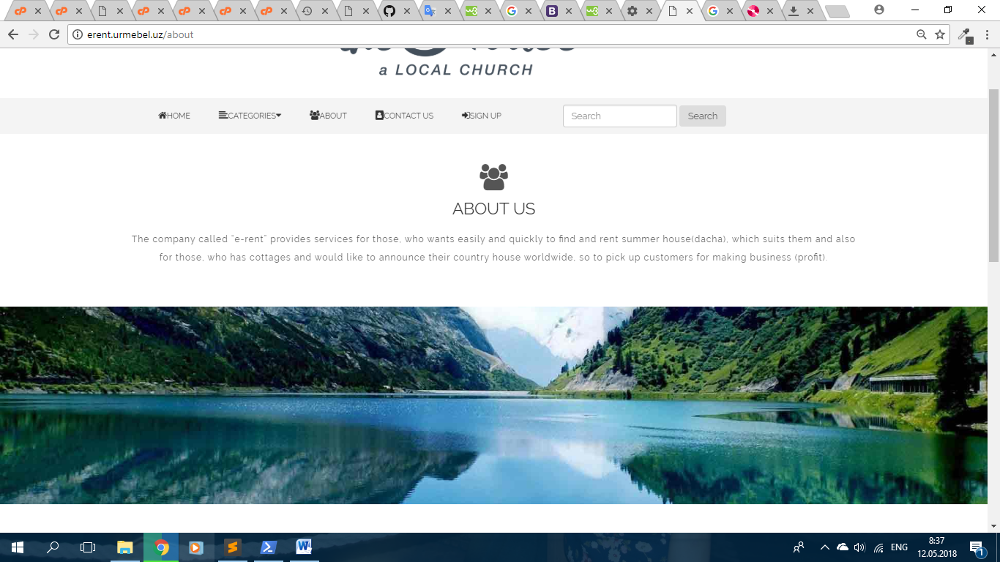 erent.urmebel.uz/about
a LOCAL CHURCH
HOME CATEGORIES ABOUT CONTACT US SIGN UP Search Search
ABOUT US
The company called "e-rent" provides services for those, who wants easily and quickly to find and rent summer house(dacha), which suits them and also
for those, who has cottages and would like to announce their country house worldwide, so to pick up customers for making business (profit).
ENG
8:37
12.05.2018
1